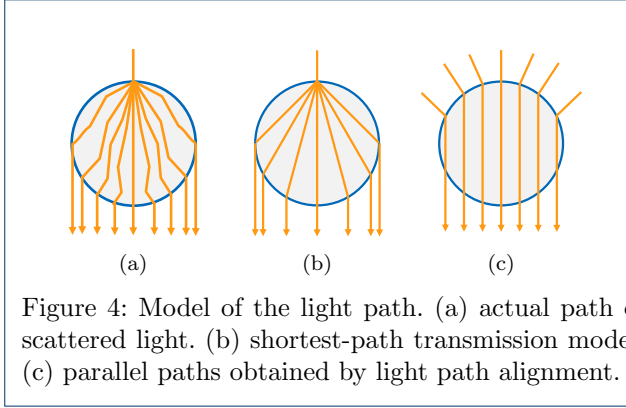 (a) (b) (c)
Figure 4: Model of the light path. (a) actual path
scattered light. (b) shortest-path transmission
(c) parallel paths obtained by light path alignment.